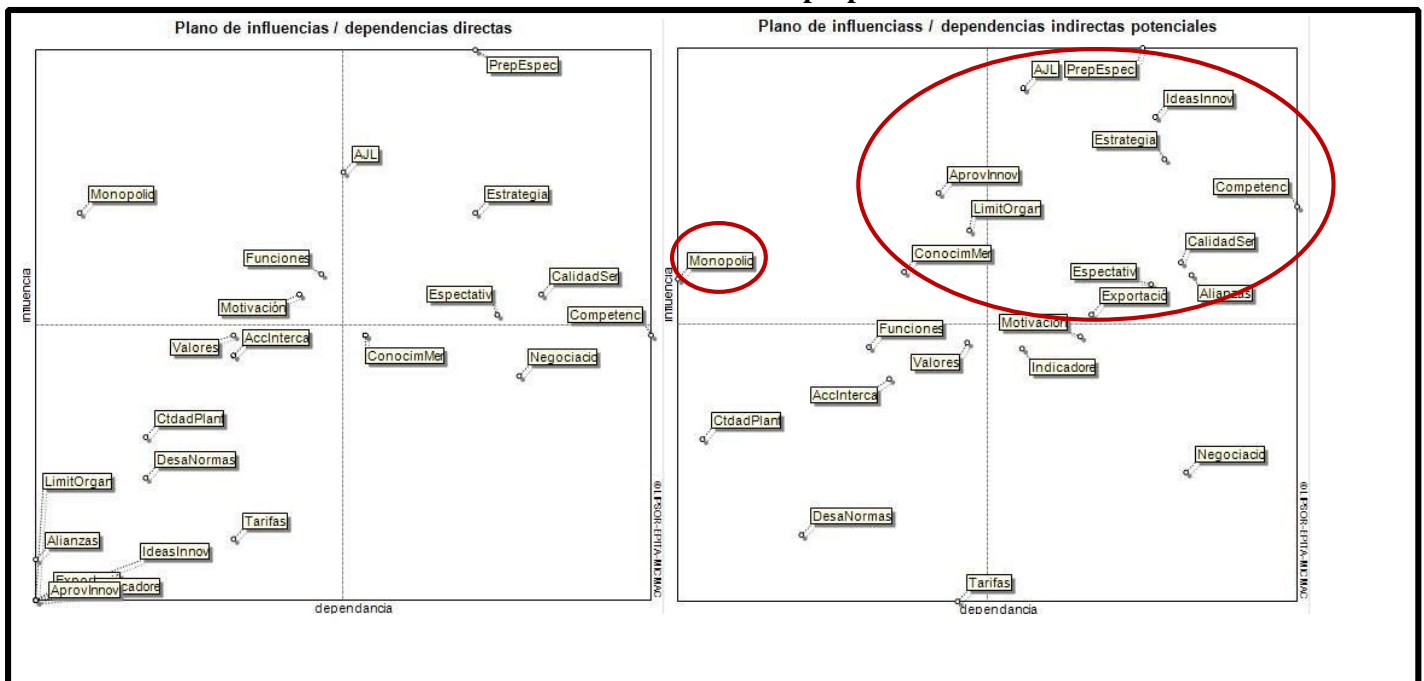 Plano de influencias / dependencias directas
PrepEspec
AJL
Monopolio
Estrategia
Funciones
CalidadSer
Espectativ
Motivación
Competenc
Valores
AccInterca
ConocimMer
Negociacio
CtdadPlant
DesaNormas
LimitOrgan
Tarifas
Alianzas
IdeasInnov
AprovInnov
cadore
influencia
dependancia
© LIPSOR-EPITA-MICMAC
Plano de influenciass / dependencias indirectas potenciales
AJL
PrepEspec
IdeasInnov
Estrategia
AprovInnov
Competenc
LimitOrgan
CalidadSer
ConocimMer
Monopolio
Espectativ
Exportació
Alianzas
Motivación
Funciones
Valores
Indicadore
AccInterca
CtdadPlant
Negociacio
DesaNormas
Tarifas
influencia
dependancia
© LIPSOR-EPITA-MICMAC